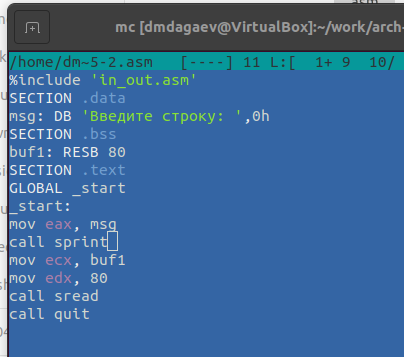 asm
mc [dmdagaev@VirtualBox]:~/work/arch-
/home/dm~5-2.asm   [----] 11 L:[  1+ 9  10/
%include 'in_out.asm'
SECTION .data
msg: DB 'Введите строку: ',0h
SECTION .bss
buf1: RESB 80
SECTION .text
GLOBAL _start
_start:
mov eax, msg
call sprint
mov ecx, buf1
mov edx, 80
call sread
call quit